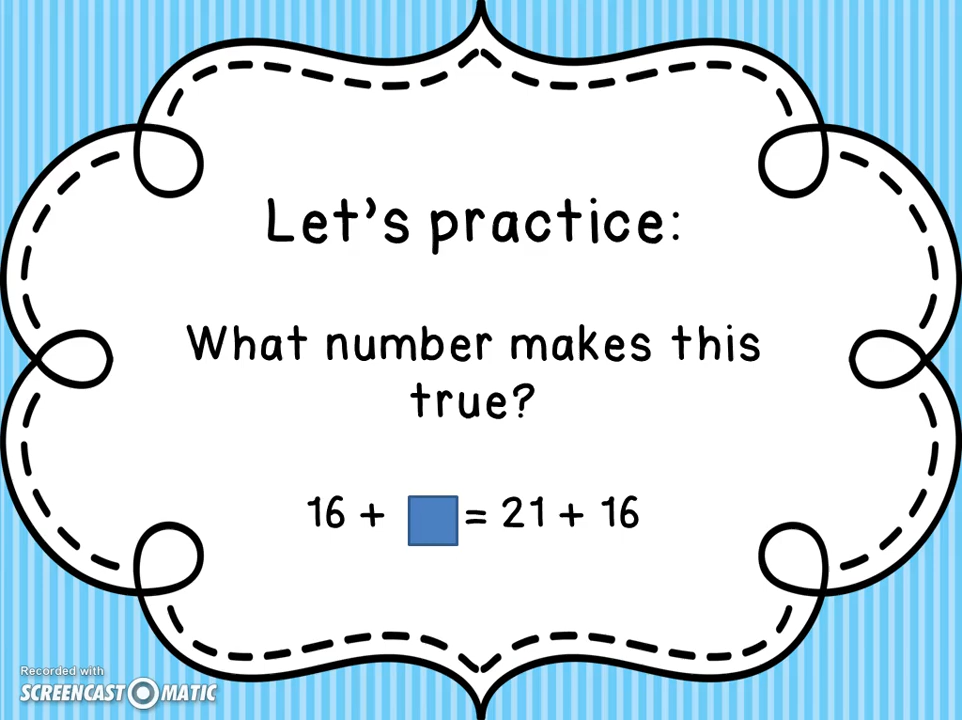 Let's practice:
What number makes this
true?
16 + = 21 + 16
Recorded with
SCREENCAST MATIC